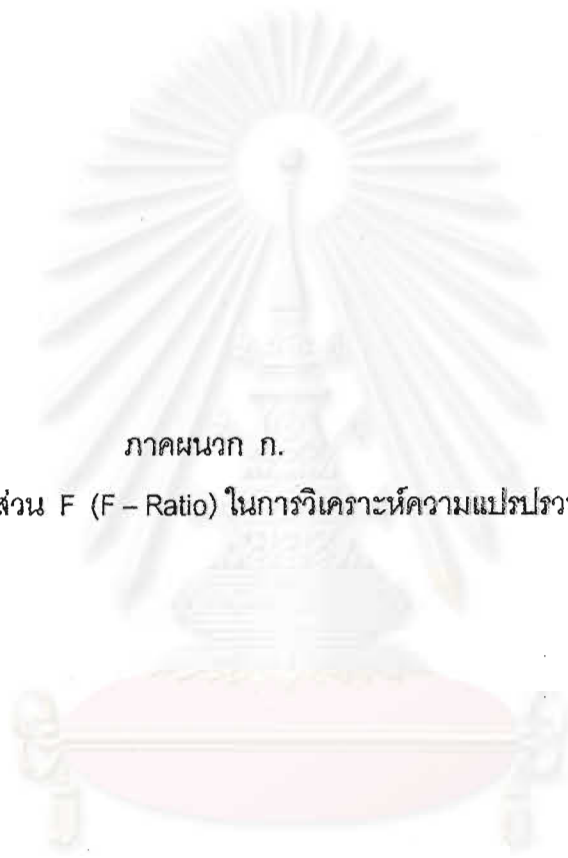 ภาคผนวก ก.
ส่วน F (F – Ratio) ในการวิเคราะห์ความแปรปรวน